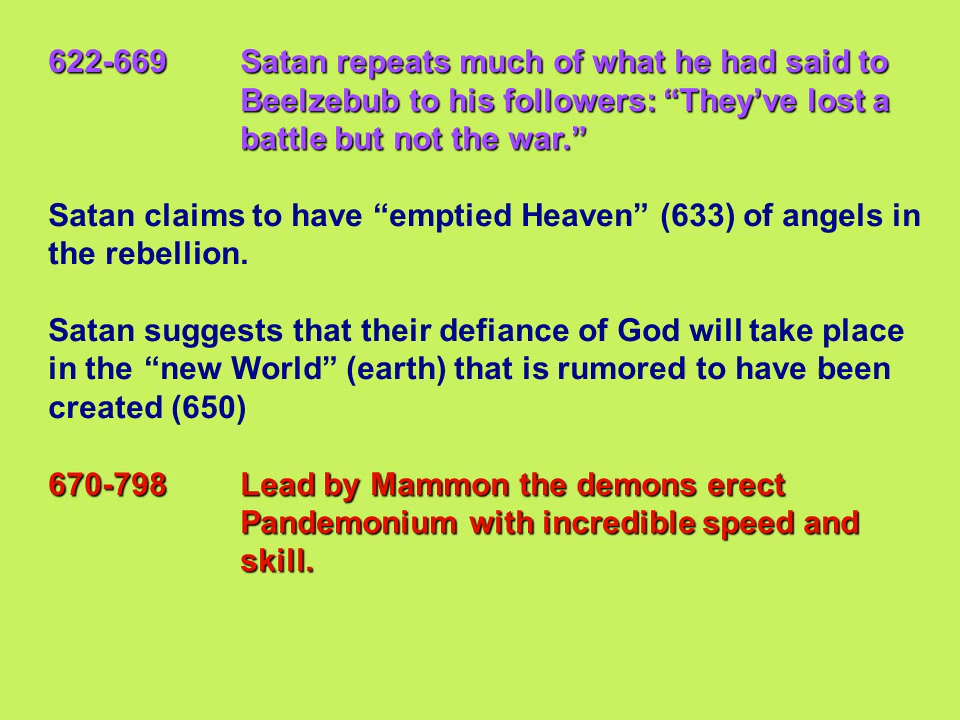 622-669 Satan repeats much of what he had said to
Beelzebub to his followers: “They’ve lost a
battle but not the war.”
Satan claims to have “emptied Heaven” (633) of angels in
the rebellion.
Satan suggests that their defiance of God will take place
in the “new World” (earth) that is rumored to have been
created (650)
670-798 Lead by Mammon the demons erect
Pandemonium with incredible speed and
skill.